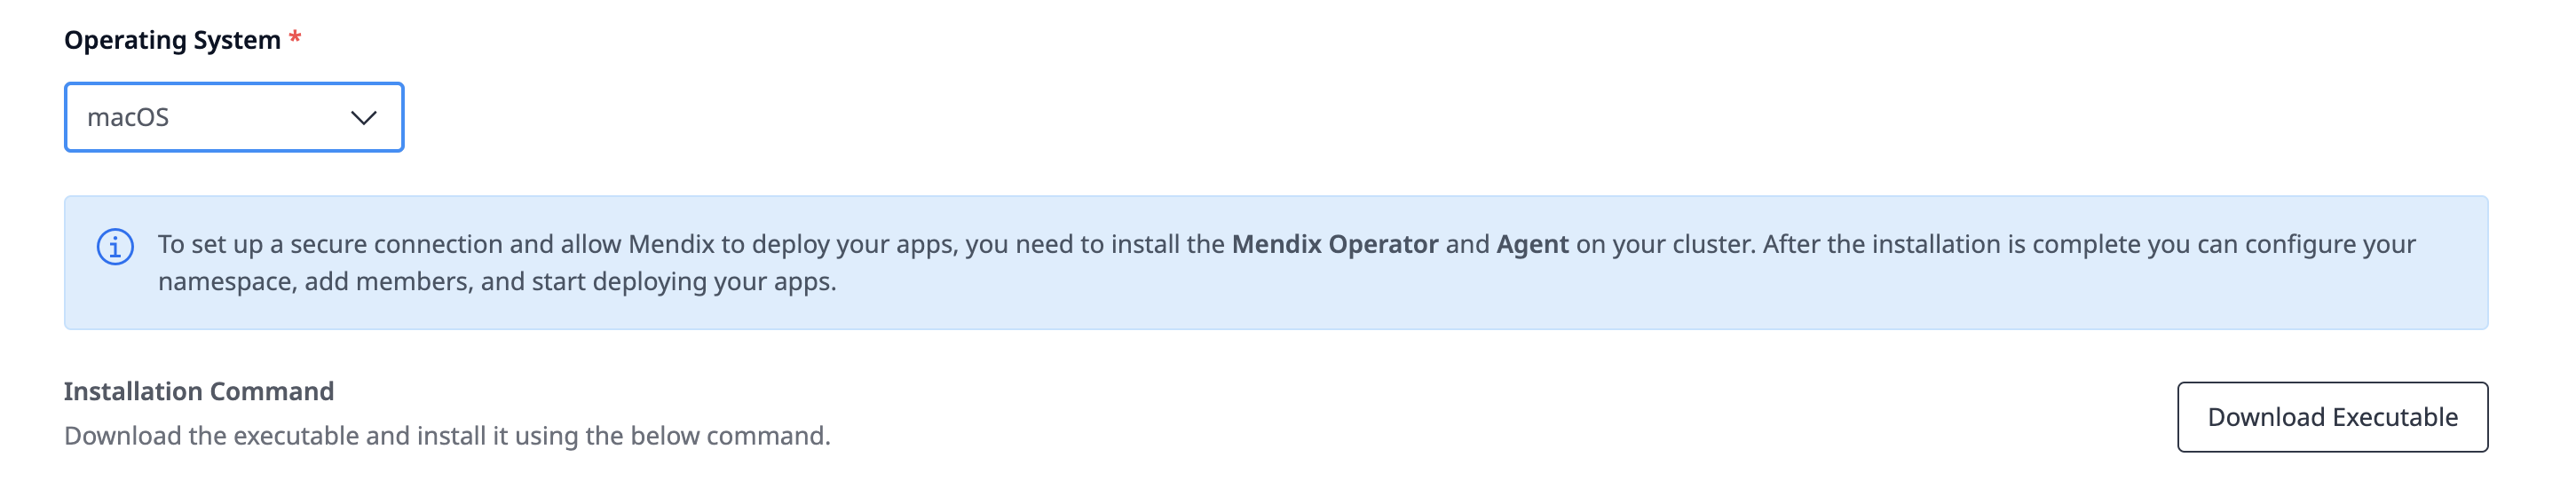 Operating System *
macOS
To set up a secure connection and allow Mendix to deploy your apps, you need to install the Mendix Operator and Agent on your cluster. After the installation is complete you can configure your
namespace, add members, and start deploying your apps.
Installation Command
Download the executable and install it using the below command.
Download Executable